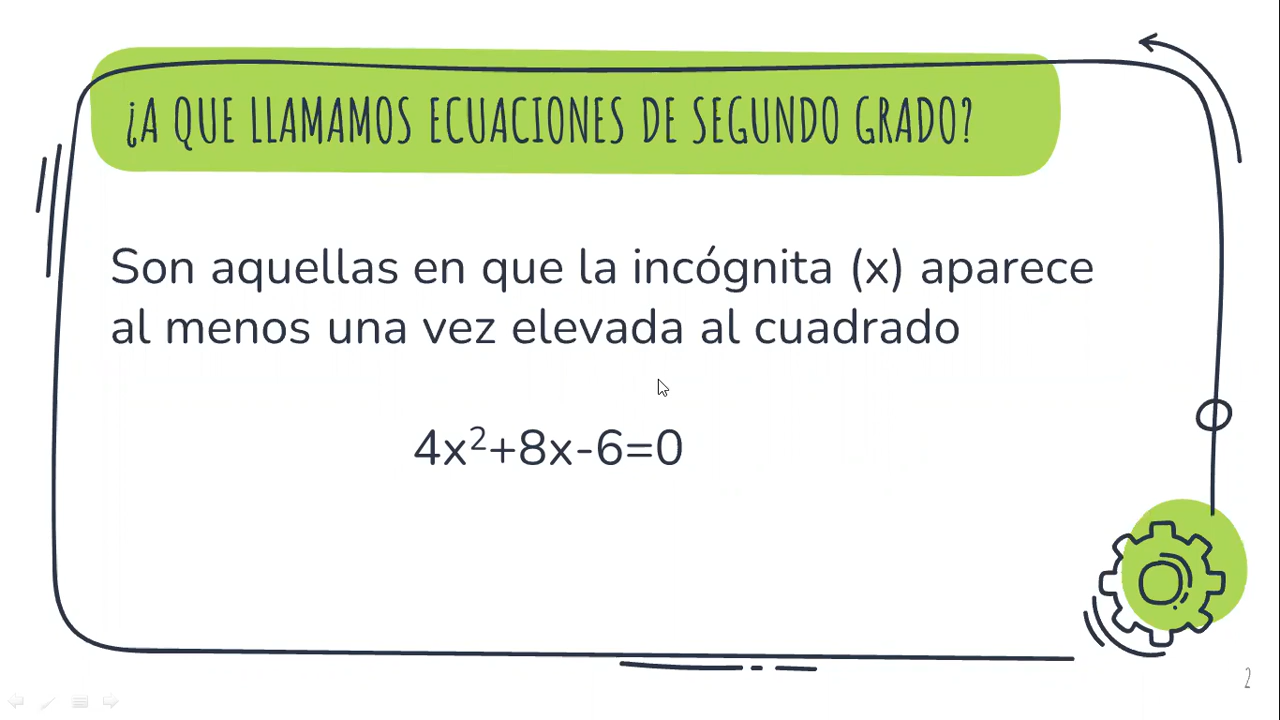 ¿A QUE LLAMAMOS ECUACIONES DE SEGUNDO GRADO?
Son aquellas en que la incógnita (x) aparece
al menos una vez elevada al cuadrado
4x²+8x-6=0
2